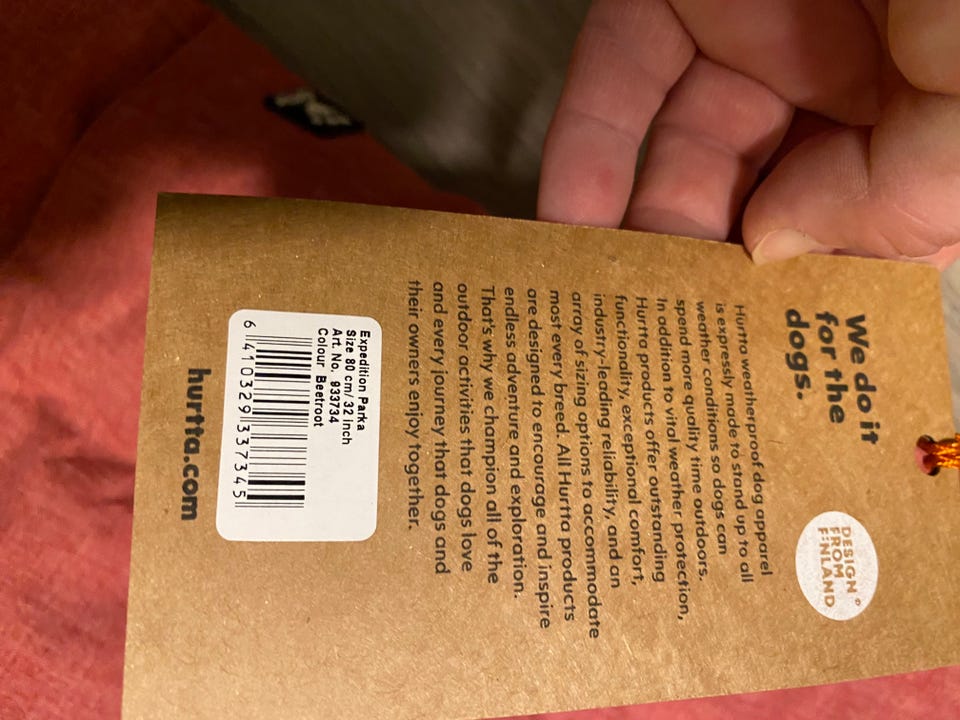 We do it
for the
dogs.
DESIGN
FROM
FINLAND
Hurtta weatherproof dog apparel
is expressly made to stand up to all
weather conditions so dogs can
spend more quality time outdoors.
In addition to vital weather protection,
Hurtta products offer outstanding
functionality, exceptional comfort,
industry-leading reliability, and an
array of sizing options to accommodate
most every breed. All Hurtta products
are designed to encourage and inspire
endless adventure and exploration.
That's why we champion all of the
outdoor activities that dogs love
and every journey that dogs and
their owners enjoy together.
Expedition Parka
Size 80 cm/ 32 Inch
Art. No. 933734
Colour Beetroot
6 410329 337345
hurtta.com